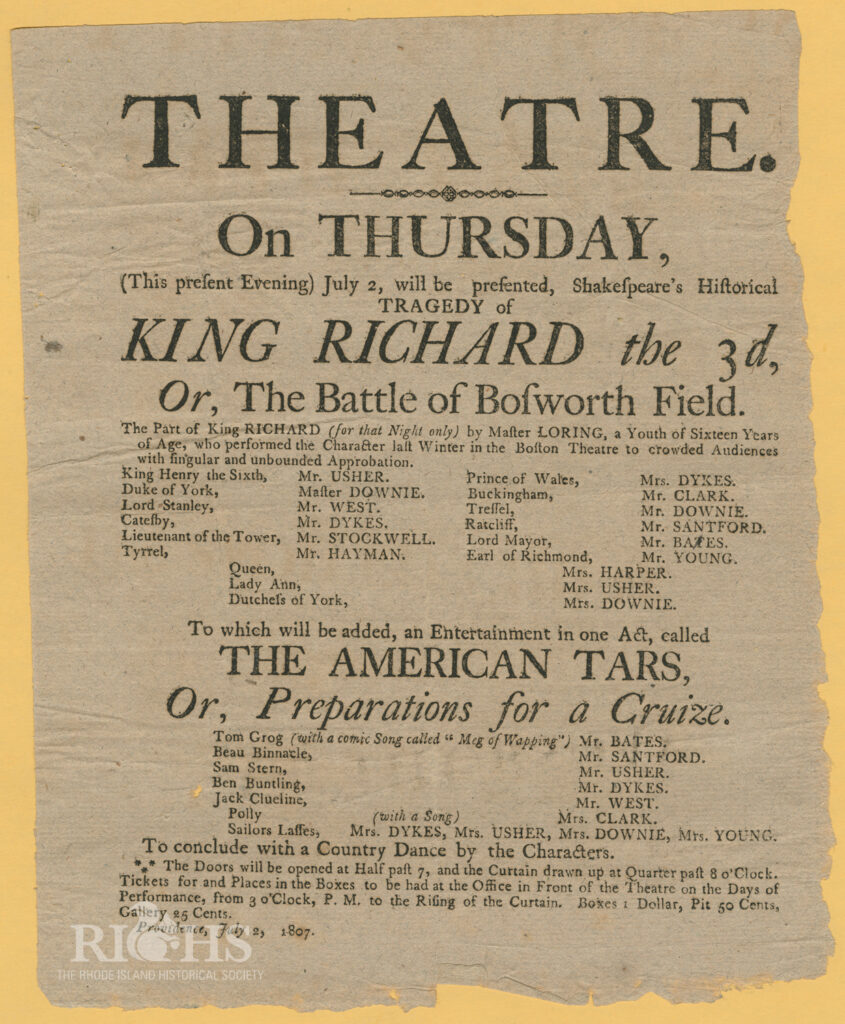 THEATRE.
On THURSDAY,
(This preſent Evening) July 2, will be preſented, Shakeſpeare's Hiſtorical
TRAGEDY of
KING RICHARD the 3d,
Or, The Battle of Boſworth Field.
The Part of King RICHARD (for that Night only) by Maſter LORING, a Youth of Sixteen Years
of Age, who performed the Character laſt Winter in the Boſton Theatre to crowded Audiences
with ſingular and unbounded Approbation.
King Henry the Sixth, Mr. USHER. Prince of Wales, Mrs. DYKES.
Duke of York, Maſter DOWNIE. Buckingham, Mr. CLARK.
Lord Stanley, Mr. WEST. Treſſel, Mr. DOWNIE.
Cateſby, Mr. DYKES. Ratcliff, Mr. SANTFORD.
Lieutenant of the Tower, Mr. STOCKWELL. Lord Mayor, Mr. BATES.
Tyrrel, Mr. HAYMAN. Earl of Richmond, Mr. YOUNG.
Queen, Mrs. HARPER.
Lady Ann, Mrs. USHER.
Dutcheſs of York, Mrs. DOWNIE.
To which will be added, an Entertainment in one Act, called
THE AMERICAN TARS,
Or, Preparations for a Cruize.
Tom Grog (with a comic Song called "Meg of Wapping") Mr. BATES.
Beau Binnacle, Mr. SANTFORD.
Sam Stern, Mr. USHER.
Ben Buntling, Mr. DYKES.
Jack Clueline, Mr. WEST.
Polly (with a Song) Mrs. CLARK.
Sailors Laſſes, Mrs. DYKES, Mrs. USHER, Mrs. DOWNIE, Mrs. YOUNG.
To conclude with a Country Dance by the Characters.
*** The Doors will be opened at Half paſt 7, and the Curtain drawn up at Quarter paſt 8 o'Clock.
Tickets for and Places in the Boxes to be had at the Office in Front of the Theatre on the Days of
Performance, from 3 o'Clock, P. M. to the Riſing of the Curtain. Boxes 1 Dollar, Pit 50 Cents,
Gallery 25 Cents.
Providence, July 2, 1807.
RIHS
THE RHODE ISLAND HISTORICAL SOCIETY